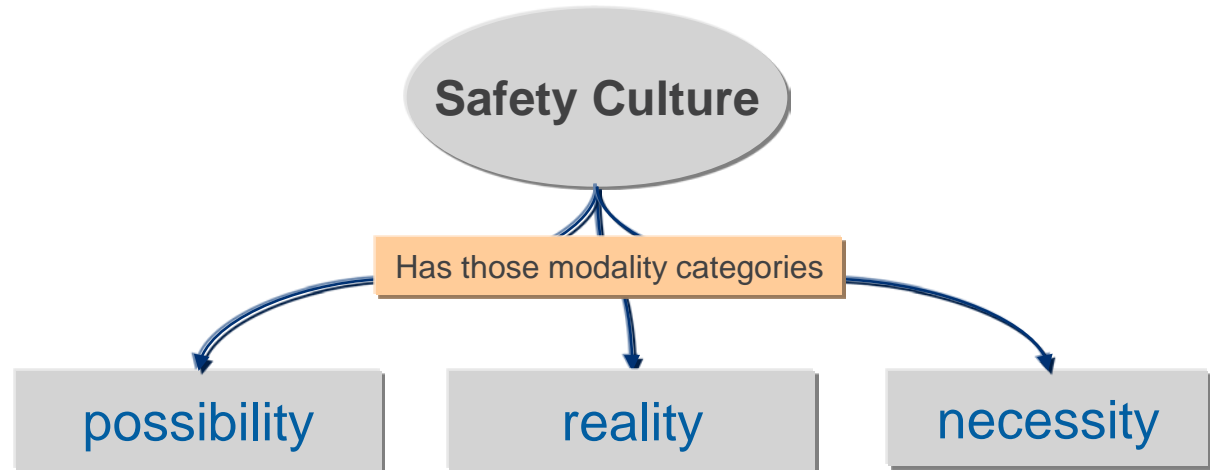 Safety Culture
Has those modality categories
possibility
reality
necessity